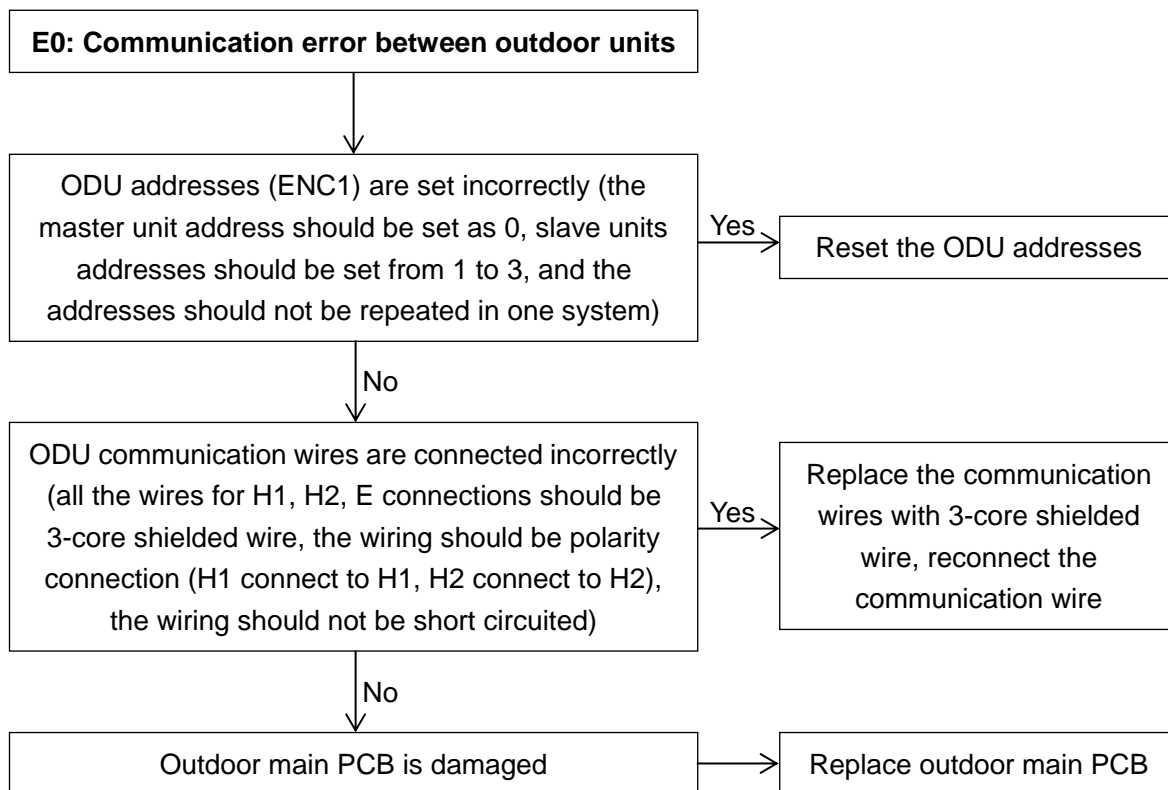 E0: Communication error between outdoor units
ODU addresses (ENC1) are set incorrectly (the
master unit address should be set as 0, slave units
addresses should be set from 1 to 3, and the
addresses should not be repeated in one system)
Yes
Reset the ODU addresses
No
ODU communication wires are connected incorrectly
(all the wires for H1, H2, E connections should be
3-core shielded wire, the wiring should be polarity
connection (H1 connect to H1, H2 connect to H2),
the wiring should not be short circuited)
Yes
Replace the communication
wires with 3-core shielded
wire, reconnect the
communication wire
No
Outdoor main PCB is damaged
Replace outdoor main PCB